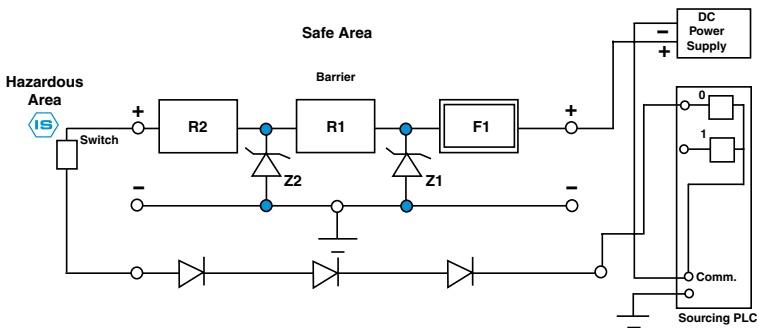 DC
Power
Supply
−
+
Safe Area
Barrier
Hazardous
Area
IS
Switch
+
R2
R1
F1
+
0
1
Z2
Z1
−
−
Comm.
Sourcing PLC